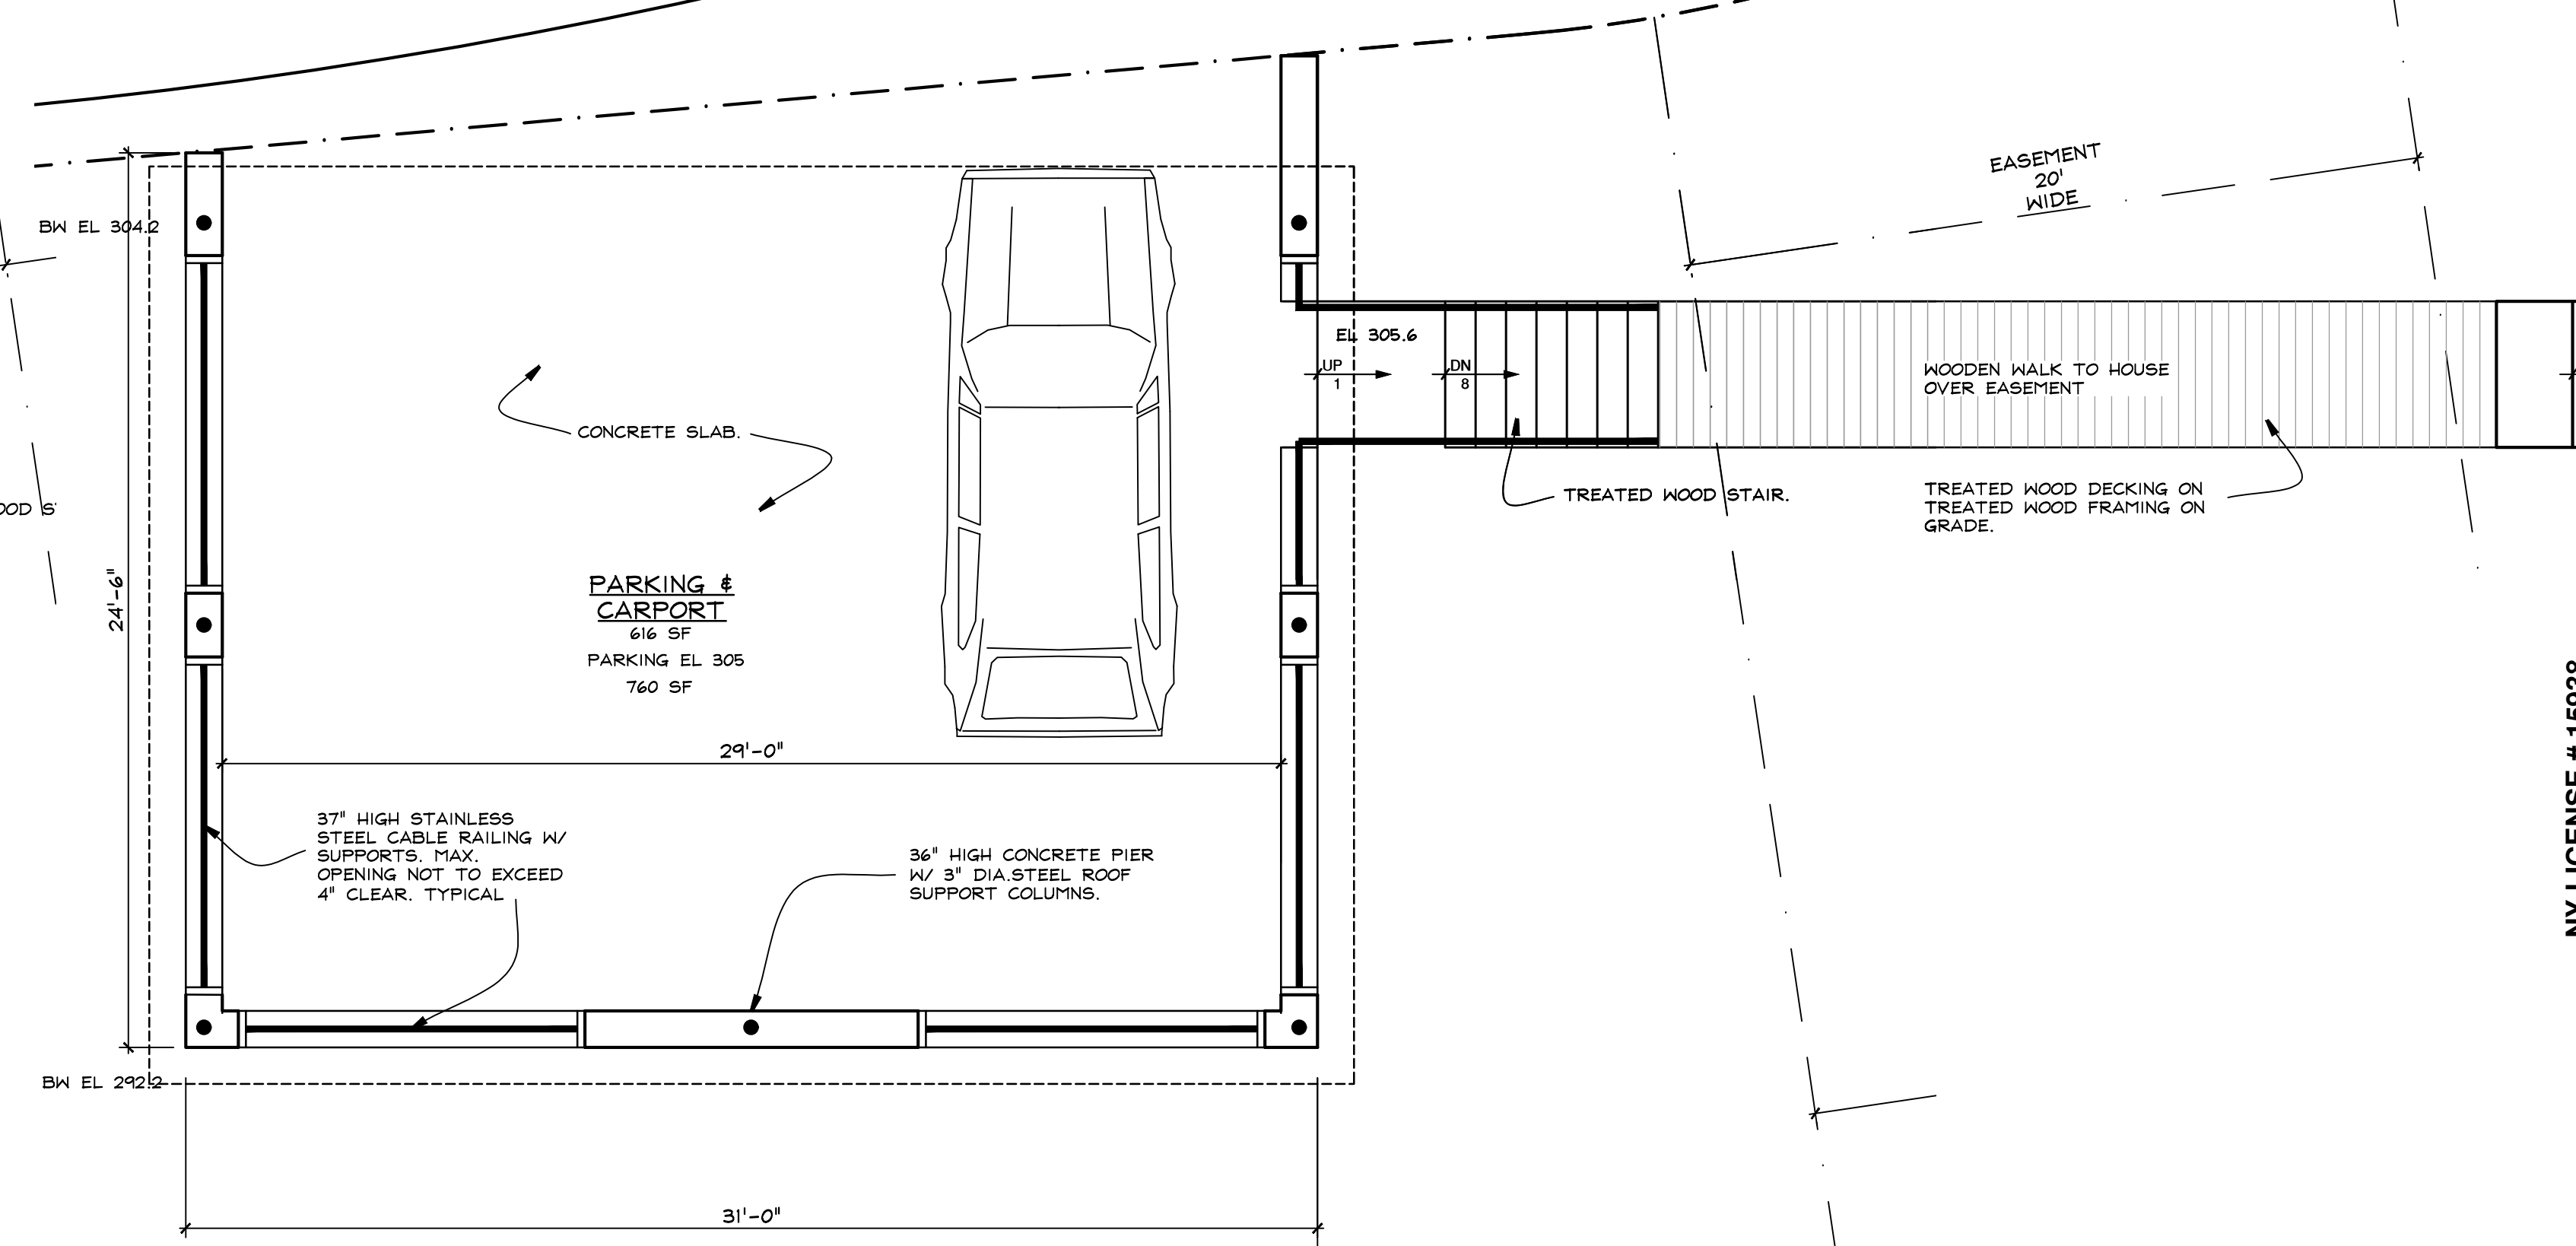 EASEMENT
20'
WIDE
BW EL 304.2
EL 305.6
UP
1
DN
8
WOODEN WALK TO HOUSE
OVER EASEMENT
CONCRETE SLAB.
TREATED WOOD STAIR.
TREATED WOOD DECKING ON
TREATED WOOD FRAMING ON
GRADE.
OOD S
24'-6"
PARKING &
CARPORT
616 SF
PARKING EL 305
760 SF
29'-0"
37" HIGH STAINLESS
STEEL CABLE RAILING W/
SUPPORTS. MAX.
OPENING NOT TO EXCEED
4" CLEAR. TYPICAL
36" HIGH CONCRETE PIER
W/ 3" DIA.STEEL ROOF
SUPPORT COLUMNS.
BW EL 292.2
31'-0"
NY LICENSE # 15938